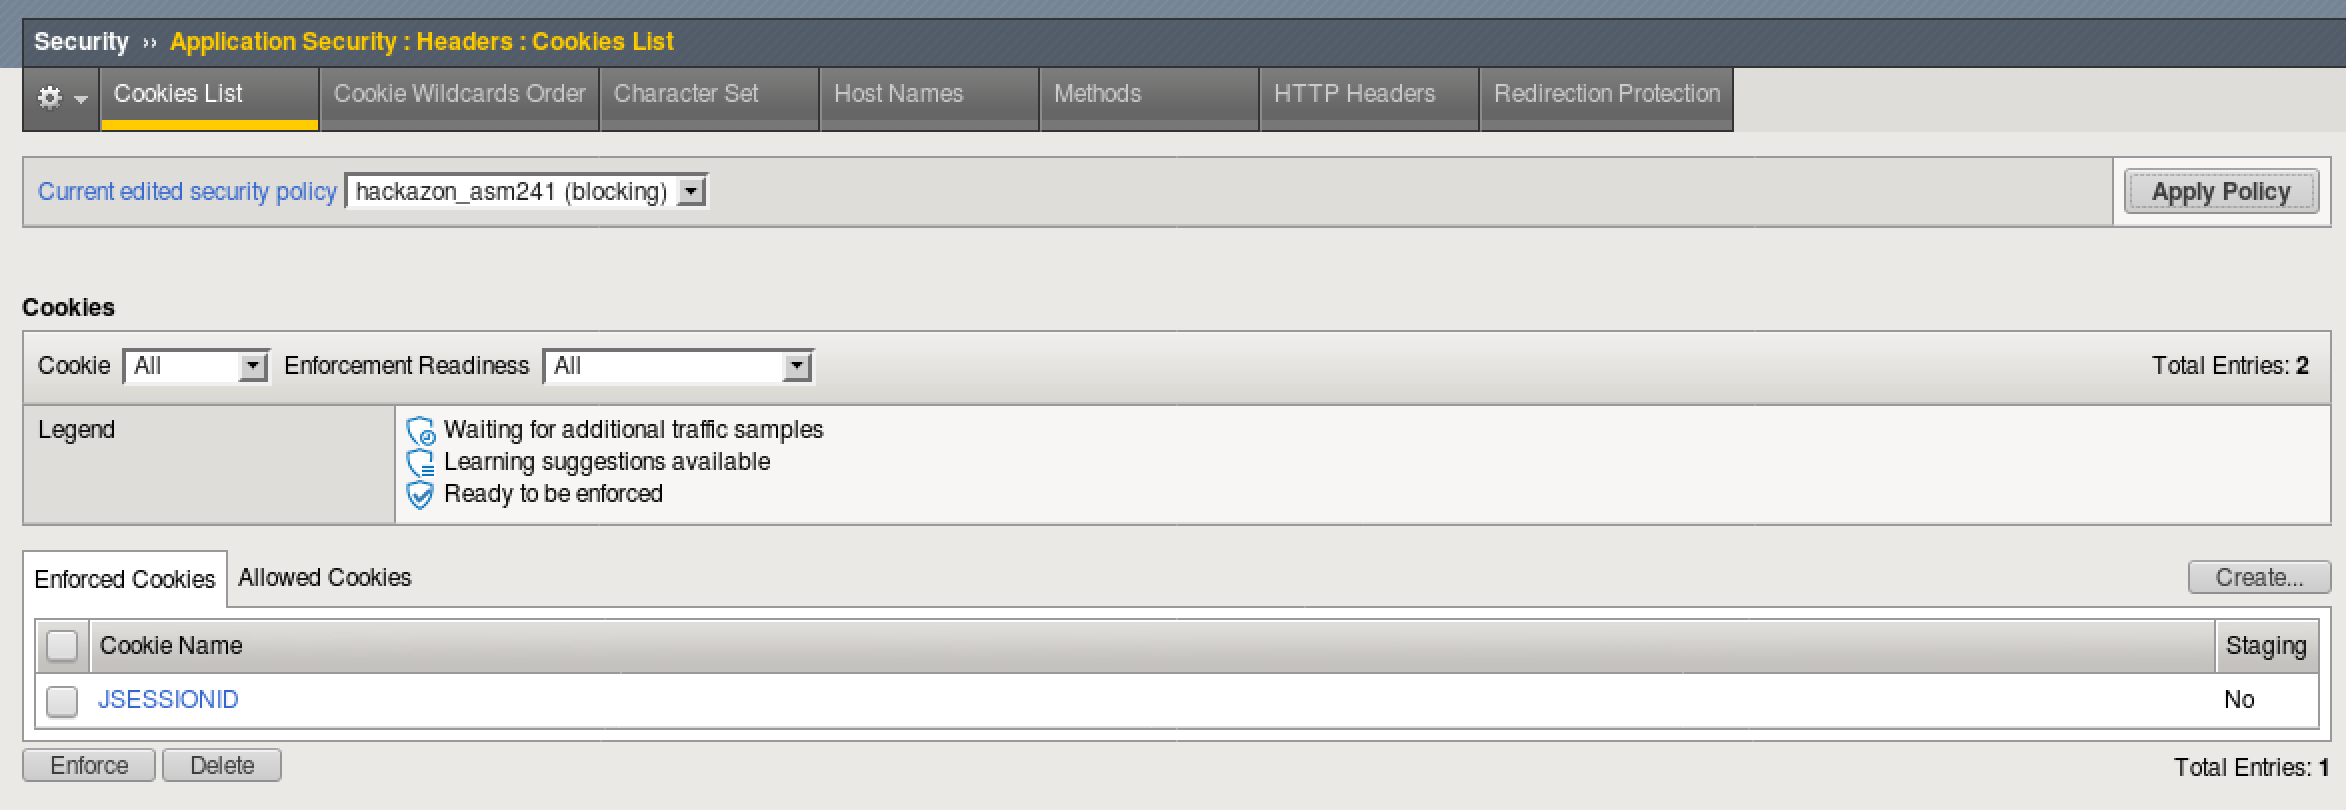 Security ›› Application Security : Headers : Cookies List
Cookies List Cookie Wildcards Order Character Set Host Names Methods HTTP Headers Redirection Protection
Current edited security policy hackazon_asm241 (blocking) Apply Policy
Cookies
Cookie All Enforcement Readiness All Total Entries: 2
Legend Waiting for additional traffic samples
Learning suggestions available
Ready to be enforced
Enforced Cookies Allowed Cookies Create...
Cookie Name Staging
JSESSIONID No
Enforce Delete Total Entries: 1